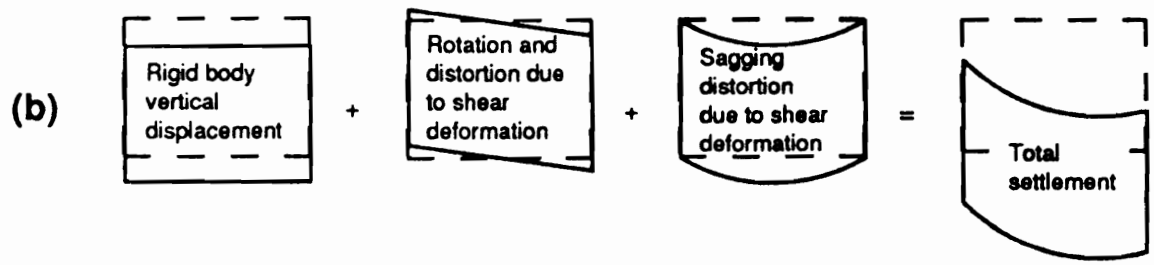 (b)
Rigid body
vertical
displacement
+
Rotation and
distortion due
to shear
deformation
+
Sagging
distortion
due to shear
deformation
=
Total
settlement